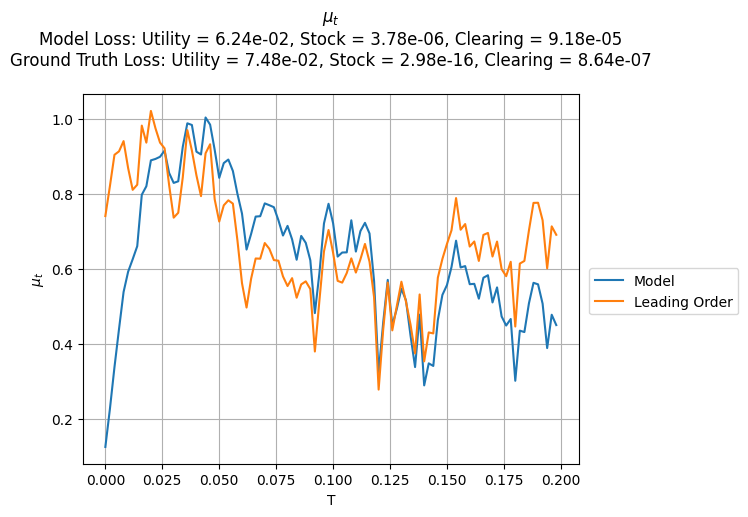 μₜ
Model Loss: Utility = 6.24e-02, Stock = 3.78e-06, Clearing = 9.18e-05
Ground Truth Loss: Utility = 7.48e-02, Stock = 2.98e-16, Clearing = 8.64e-07
1.0
0.8
0.6
0.4
0.2
μₜ
0.000 0.025 0.050 0.075 0.100 0.125 0.150 0.175 0.200
T
Model
Leading Order